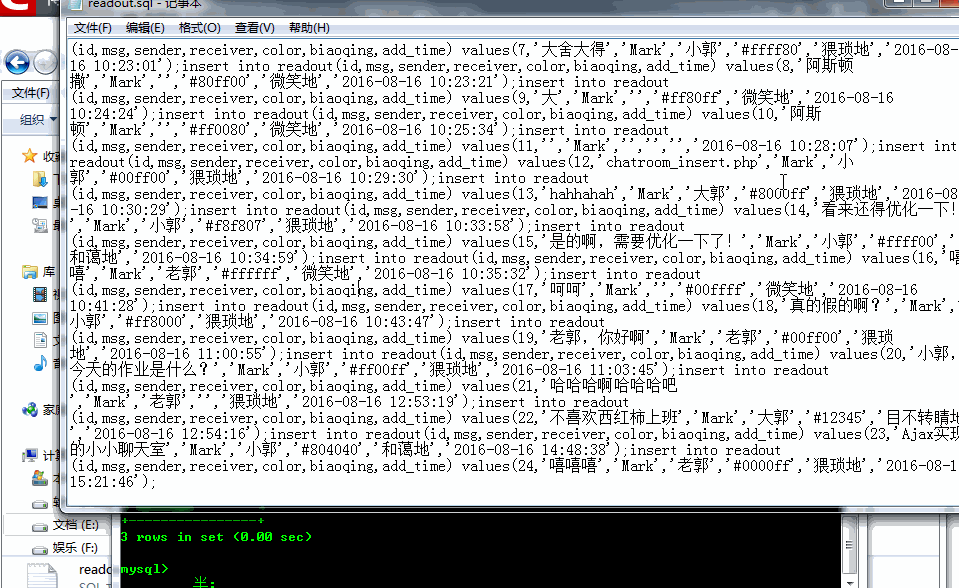 readout.sql - 记事本
文件(F) 编辑(E) 格式(O) 查看(V) 帮助(H)
(id,msg,sender,receiver,color,biaoqing,add_time) values(7,'大舍大得','Mark','小郭','#ffff80','猥琐地','2016-08-
16 10:23:01');insert into readout(id,msg,sender,receiver,color,biaoqing,add_time) values(8,'阿斯顿
撒','Mark','','#80ff00','微笑地','2016-08-16 10:23:21');insert into readout
(id,msg,sender,receiver,color,biaoqing,add_time) values(9,'大','Mark','','#ff80ff','微笑地','2016-08-16
10:24:24');insert into readout(id,msg,sender,receiver,color,biaoqing,add_time) values(10,'阿斯
顿','Mark','','#ff0080','微笑地','2016-08-16 10:25:34');insert into readout
(id,msg,sender,receiver,color,biaoqing,add_time) values(11,'','Mark','','','','2016-08-16 10:28:07');insert int
readout(id,msg,sender,receiver,color,biaoqing,add_time) values(12,'chatroom_insert.php','Mark','小
郭','#00ff00','猥琐地','2016-08-16 10:29:30');insert into readout
(id,msg,sender,receiver,color,biaoqing,add_time) values(13,'hahhahah','Mark','大郭','#8000ff','猥琐地','2016-08
-16 10:30:29');insert into readout(id,msg,sender,receiver,color,biaoqing,add_time) values(14,'看来还得优化一下!
','Mark','小郭','#f8f807','猥琐地','2016-08-16 10:33:58');insert into readout
(id,msg,sender,receiver,color,biaoqing,add_time) values(15,'是的啊，需要优化一下了!','Mark','小郭','#ffff00','
和蔼地','2016-08-16 10:34:59');insert into readout(id,msg,sender,receiver,color,biaoqing,add_time) values(16,'嘻
嘻','Mark','老郭','#ffffff','微笑地','2016-08-16 10:35:32');insert into readout
(id,msg,sender,receiver,color,biaoqing,add_time) values(17,'呵呵','Mark','','#00ffff','微笑地','2016-08-16
10:41:28');insert into readout(id,msg,sender,receiver,color,biaoqing,add_time) values(18,'真的假的啊？','Mark','
小郭','#ff8000','猥琐地','2016-08-16 10:43:47');insert into readout
(id,msg,sender,receiver,color,biaoqing,add_time) values(19,'老郭，你好啊','Mark','老郭','#00ff00','猥琐
地','2016-08-16 11:00:55');insert into readout(id,msg,sender,receiver,color,biaoqing,add_time) values(20,'小郭，
今天的作业是什么？','Mark','小郭','#ff00ff','猥琐地','2016-08-16 11:03:45');insert into readout
(id,msg,sender,receiver,color,biaoqing,add_time) values(21,'哈哈哈啊哈哈哈吧
','Mark','老郭','','猥琐地','2016-08-16 12:53:19');insert into readout
(id,msg,sender,receiver,color,biaoqing,add_time) values(22,'不喜欢西红柿上班','Mark','大郭','#12345','目不转睛地
','2016-08-16 12:54:16');insert into readout(id,msg,sender,receiver,color,biaoqing,add_time) values(23,'Ajax实现
的小小聊天室','Mark','小郭','#804040','和蔼地','2016-08-16 14:48:38');insert into readout
(id,msg,sender,receiver,color,biaoqing,add_time) values(24,'嘻嘻嘻','Mark','老郭','#0000ff','猥琐地','2016-08-1
15:21:46');
文件(F)
组织
收
库
家
计
文档 (E:)
娱乐 (F:)
readc
3 rows in set (0.00 sec)
mysql>
半: